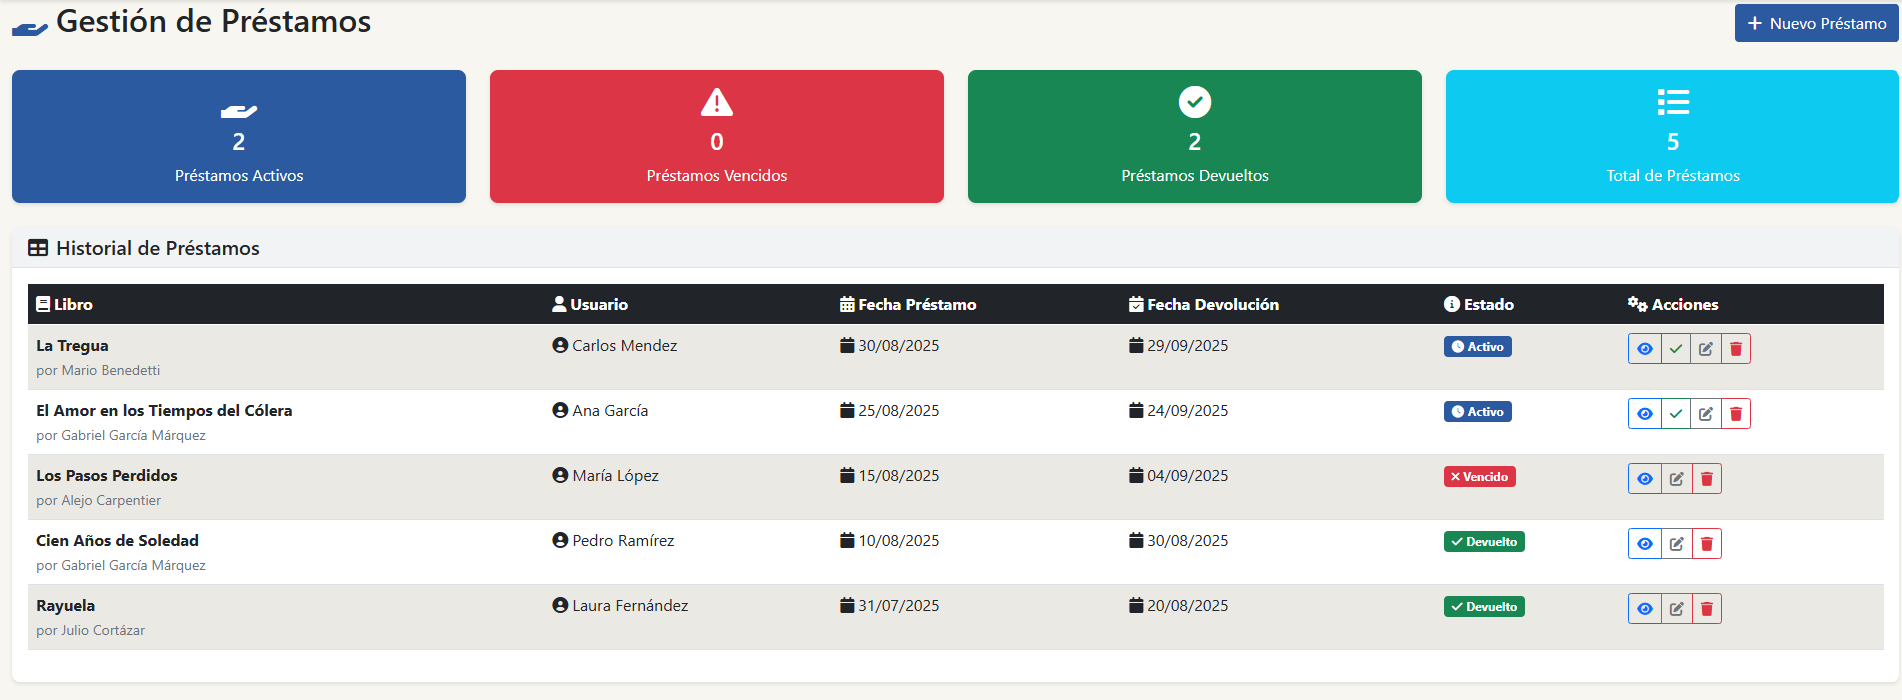 Gestión de Préstamos
Nuevo Préstamo
2
Préstamos Activos
0
Préstamos Vencidos
2
Préstamos Devueltos
5
Total de Préstamos
Historial de Préstamos
Libro Usuario Fecha Préstamo Fecha Devolución Estado Acciones
La Tregua Carlos Mendez 30/08/2025 29/09/2025 Activo
por Mario Benedetti
El Amor en los Tiempos del Cólera Ana García 25/08/2025 24/09/2025 Activo
por Gabriel García Márquez
Los Pasos Perdidos María López 15/08/2025 04/09/2025 Vencido
por Alejo Carpentier
Cien Años de Soledad Pedro Ramírez 10/08/2025 30/08/2025 Devuelto
por Gabriel García Márquez
Rayuela Laura Fernández 31/07/2025 20/08/2025 Devuelto
por Julio Cortázar